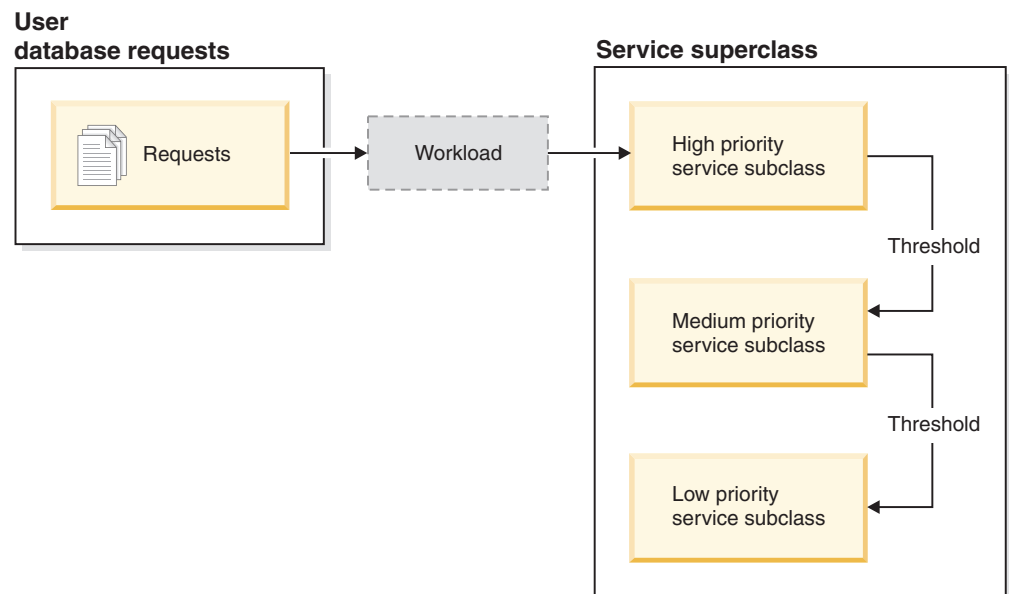 User
database requests
Requests
Workload
Service superclass
High priority
service subclass
Threshold
Medium priority
service subclass
Threshold
Low priority
service subclass